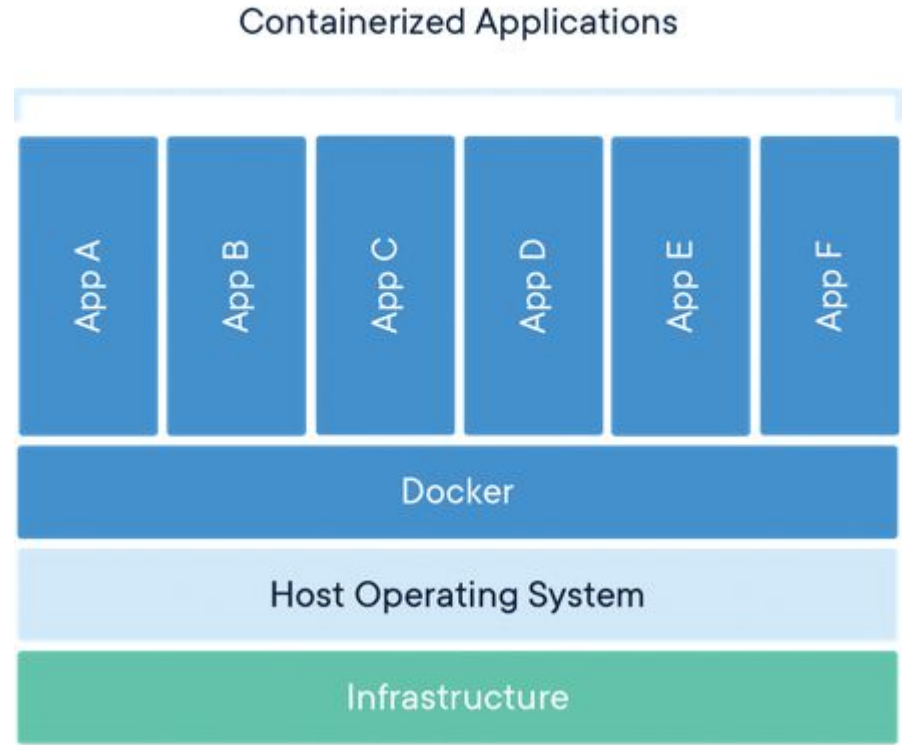 Containerized Applications
App A
App B
App C
App D
App E
App F
Docker
Host Operating System
Infrastructure